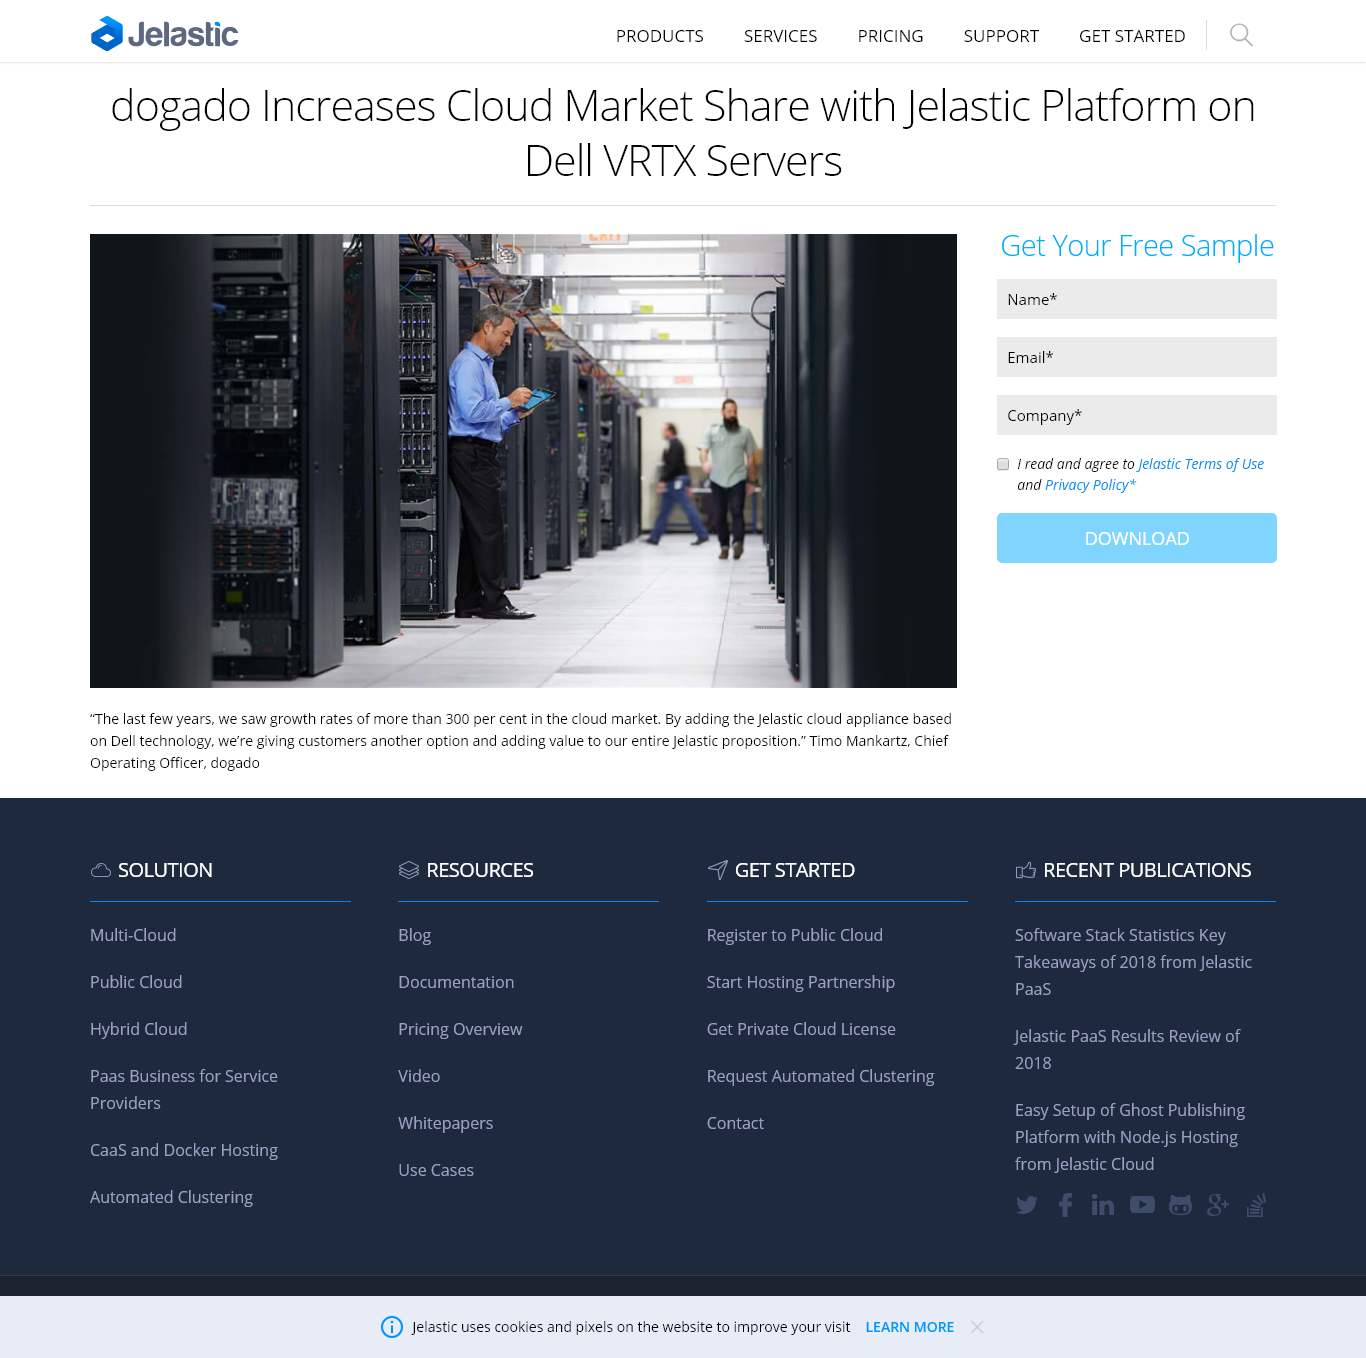 Jelastic
PRODUCTS
SERVICES
PRICING
SUPPORT
GET STARTED
dogado Increases Cloud Market Share with Jelastic Platform on
Dell VRTX Servers
EXIT
Get Your Free Sample
Name*
Email*
Company*
I read and agree to Jelastic Terms of Use
and Privacy Policy*
DOWNLOAD
“The last few years, we saw growth rates of more than 300 per cent in the cloud market. By adding the Jelastic cloud appliance based
on Dell technology, we’re giving customers another option and adding value to our entire Jelastic proposition.” Timo Mankartz, Chief
Operating Officer, dogado
SOLUTION
Multi-Cloud
Public Cloud
Hybrid Cloud
Paas Business for Service
Providers
CaaS and Docker Hosting
Automated Clustering
RESOURCES
Blog
Documentation
Pricing Overview
Video
Whitepapers
Use Cases
GET STARTED
Register to Public Cloud
Start Hosting Partnership
Get Private Cloud License
Request Automated Clustering
Contact
RECENT PUBLICATIONS
Software Stack Statistics Key
Takeaways of 2018 from Jelastic
PaaS
Jelastic PaaS Results Review of
2018
Easy Setup of Ghost Publishing
Platform with Node.js Hosting
from Jelastic Cloud
Jelastic uses cookies and pixels on the website to improve your visit
LEARN MORE